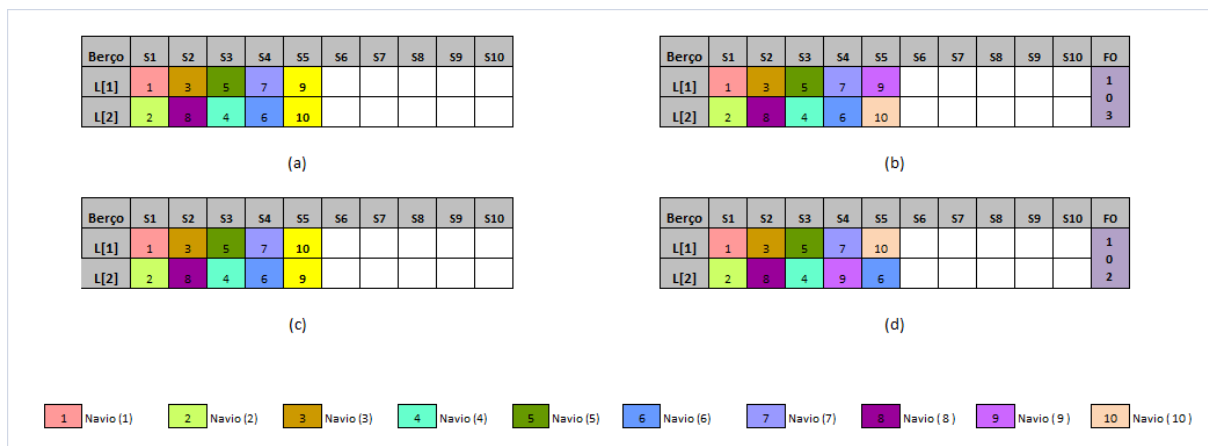 Berço S1 S2 S3 S4 S5 S6 S7 S8 S9 S10
L[1] 1 3 5 7 9
L[2] 2 8 4 6 10
(a)
Berço S1 S2 S3 S4 S5 S6 S7 S8 S9 S10 FO
L[1] 1 3 5 7 9
L[2] 2 8 4 6 10
1
0
3
(b)
Berço S1 S2 S3 S4 S5 S6 S7 S8 S9 S10
L[1] 1 3 5 7 10
L[2] 2 8 4 6 9
(c)
Berço S1 S2 S3 S4 S5 S6 S7 S8 S9 S10 FO
L[1] 1 3 5 7 10
L[2] 2 8 4 9 6
1
0
2
(d)
1 Navio (1) 2 Navio (2) 3 Navio (3) 4 Navio (4) 5 Navio (5) 6 Navio (6) 7 Navio (7) 8 Navio ( 8 ) 9 Navio ( 9 ) 10 Navio ( 10 )